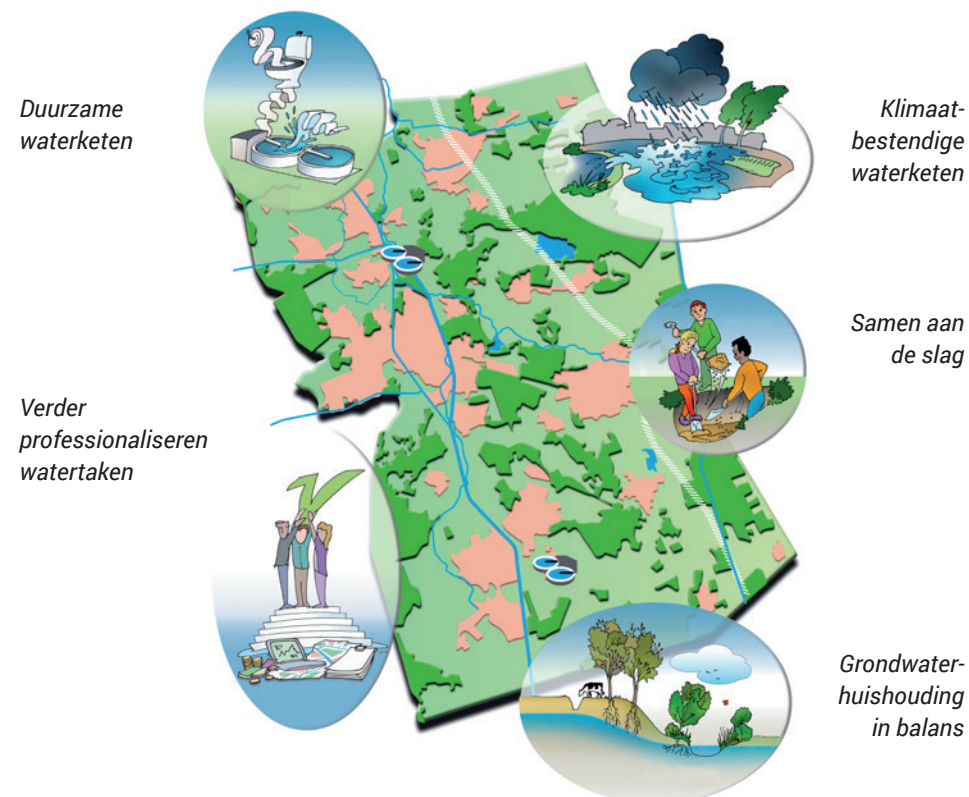 Duurzame
waterketen
Klimaat-
bestendige
waterketen
Samen aan
de slag
Verder
professionaliseren
watertaken
Grondwater-
huishouding
in balans